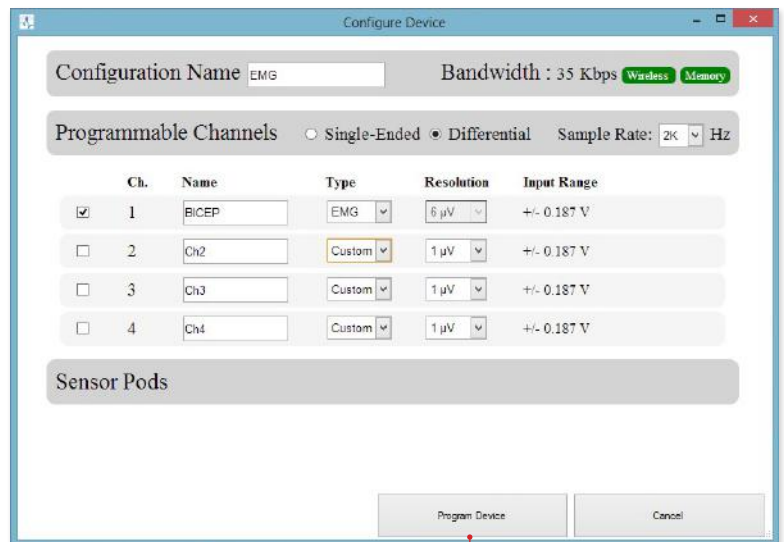 Configure Device
Configuration Name EMG Bandwidth : 35 Kbps Wireless Memory
Programmable Channels Single-Ended Differential Sample Rate: 2K Hz
Ch. Name Type Resolution Input Range
1 BICEP EMG 6 µV +/- 0.187 V
2 Ch2 Custom 1 µV +/- 0.187 V
3 Ch3 Custom 1 µV +/- 0.187 V
4 Ch4 Custom 1 µV +/- 0.187 V
Sensor Pods
Program Device Cancel